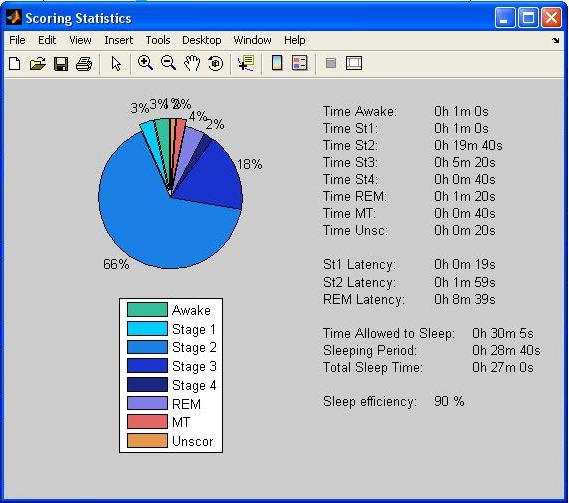 Scoring Statistics
File Edit View Insert Tools Desktop Window Help
3% 3% 1% 2%
4%
2%
18%
66%
Awake
Stage 1
Stage 2
Stage 3
Stage 4
REM
MT
Unscor
Time Awake: 0h 1m 0s
Time St1: 0h 1m 0s
Time St2: 0h 19m 40s
Time St3: 0h 5m 20s
Time St4: 0h 0m 40s
Time REM: 0h 1m 20s
Time MT: 0h 0m 40s
Time Unsc: 0h 0m 20s
St1 Latency: 0h 0m 19s
St2 Latency: 0h 1m 59s
REM Latency: 0h 8m 39s
Time Allowed to Sleep: 0h 30m 5s
Sleeping Period: 0h 28m 40s
Total Sleep Time: 0h 27m 0s
Sleep efficiency: 90 %